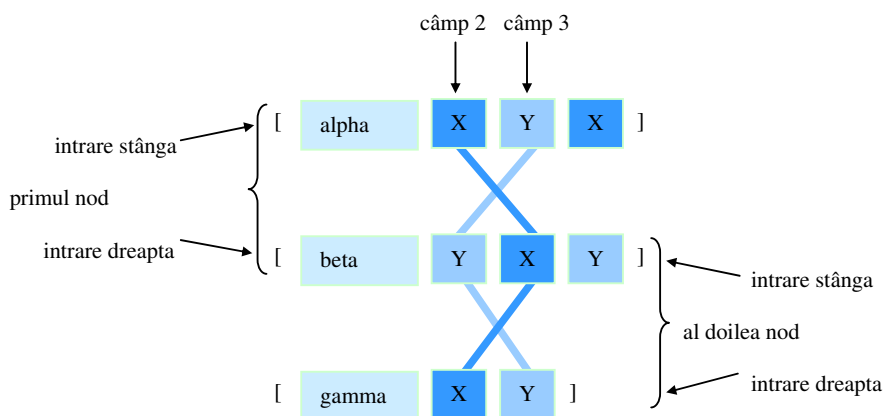 câmp 2 câmp 3
[ alpha X Y X ]
intrare stânga
primul nod
intrare dreapta
[ beta Y X Y ]
intrare stânga
al doilea nod
intrare dreapta
[ gamma X Y ]